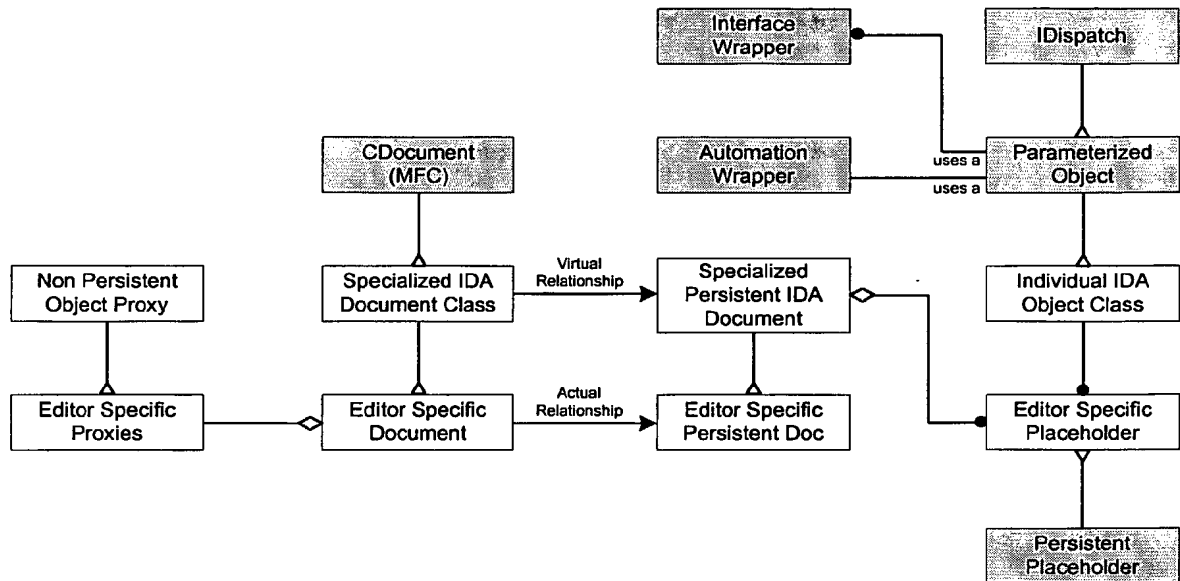 Interface
Wrapper
IDispatch
CDocument
(MFC)
Automation
Wrapper
uses a
uses a
Parameterized
Object
Non Persistent
Object Proxy
Specialized IDA
Document Class
Virtual
Relationship
Specialized
Persistent IDA
Document
Individual IDA
Object Class
Editor Specific
Proxies
Editor Specific
Document
Actual
Relationship
Editor Specific
Persistent Doc
Editor Specific
Placeholder
Persistent
Placeholder